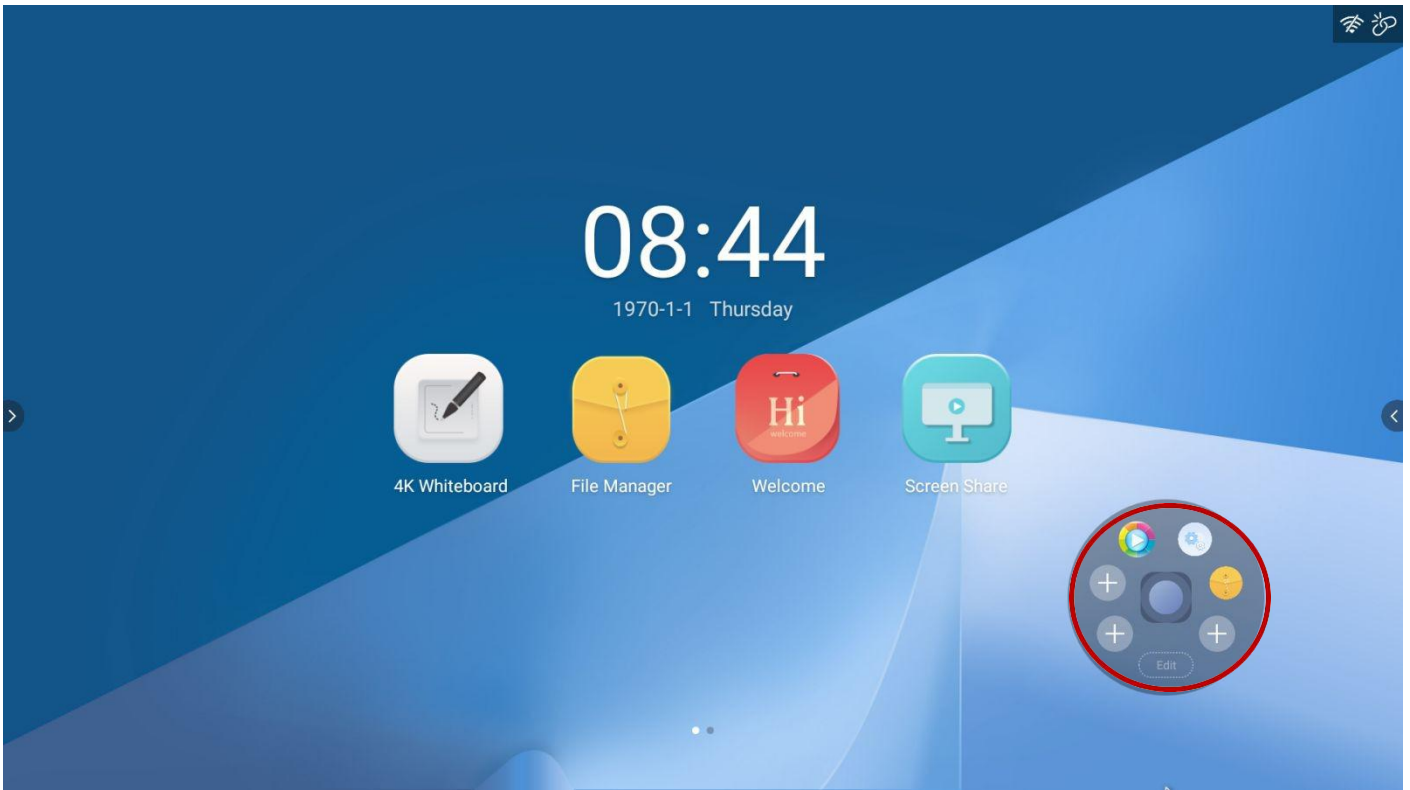 08:44
1970-1-1 Thursday
Hi
welcome
4K Whiteboard
File Manager
Welcome
Screen Share
Edit